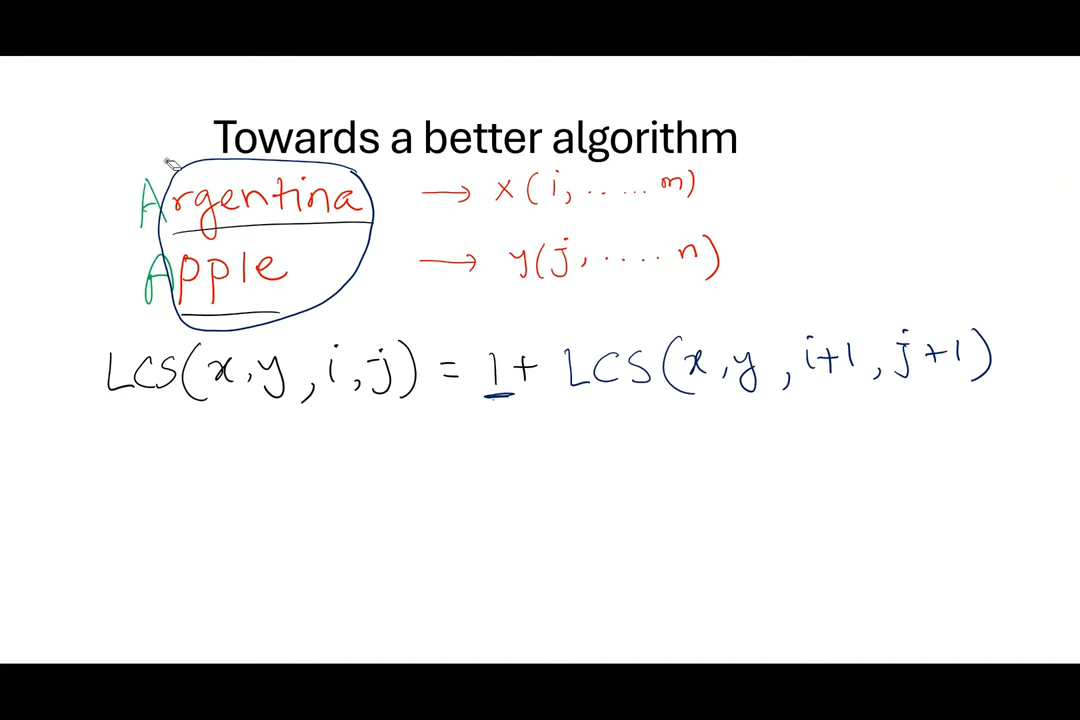 Towards a better algorithm
Argentina → x(i, ..... m)
Apple → y(j, ..... n)
LCS(x,y,i,j) = 1+ LCS(x,y,i+1,j+1)